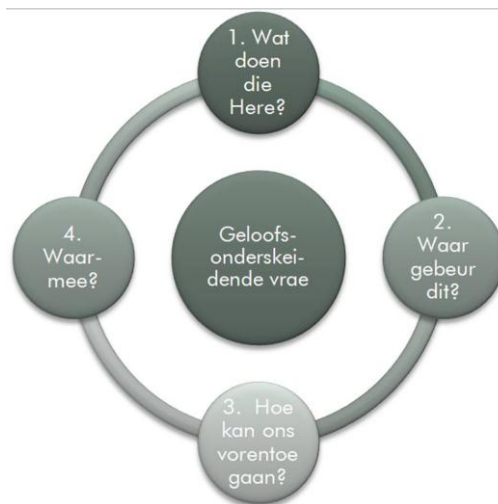 1. Wat
doen
die
Here?
2.
Waar
gebeur
dit?
3. Hoe
kan ons
vorentoe
gaan?
4.
Waar-
mee?
Geloofs-
onderskei-
dende vrae